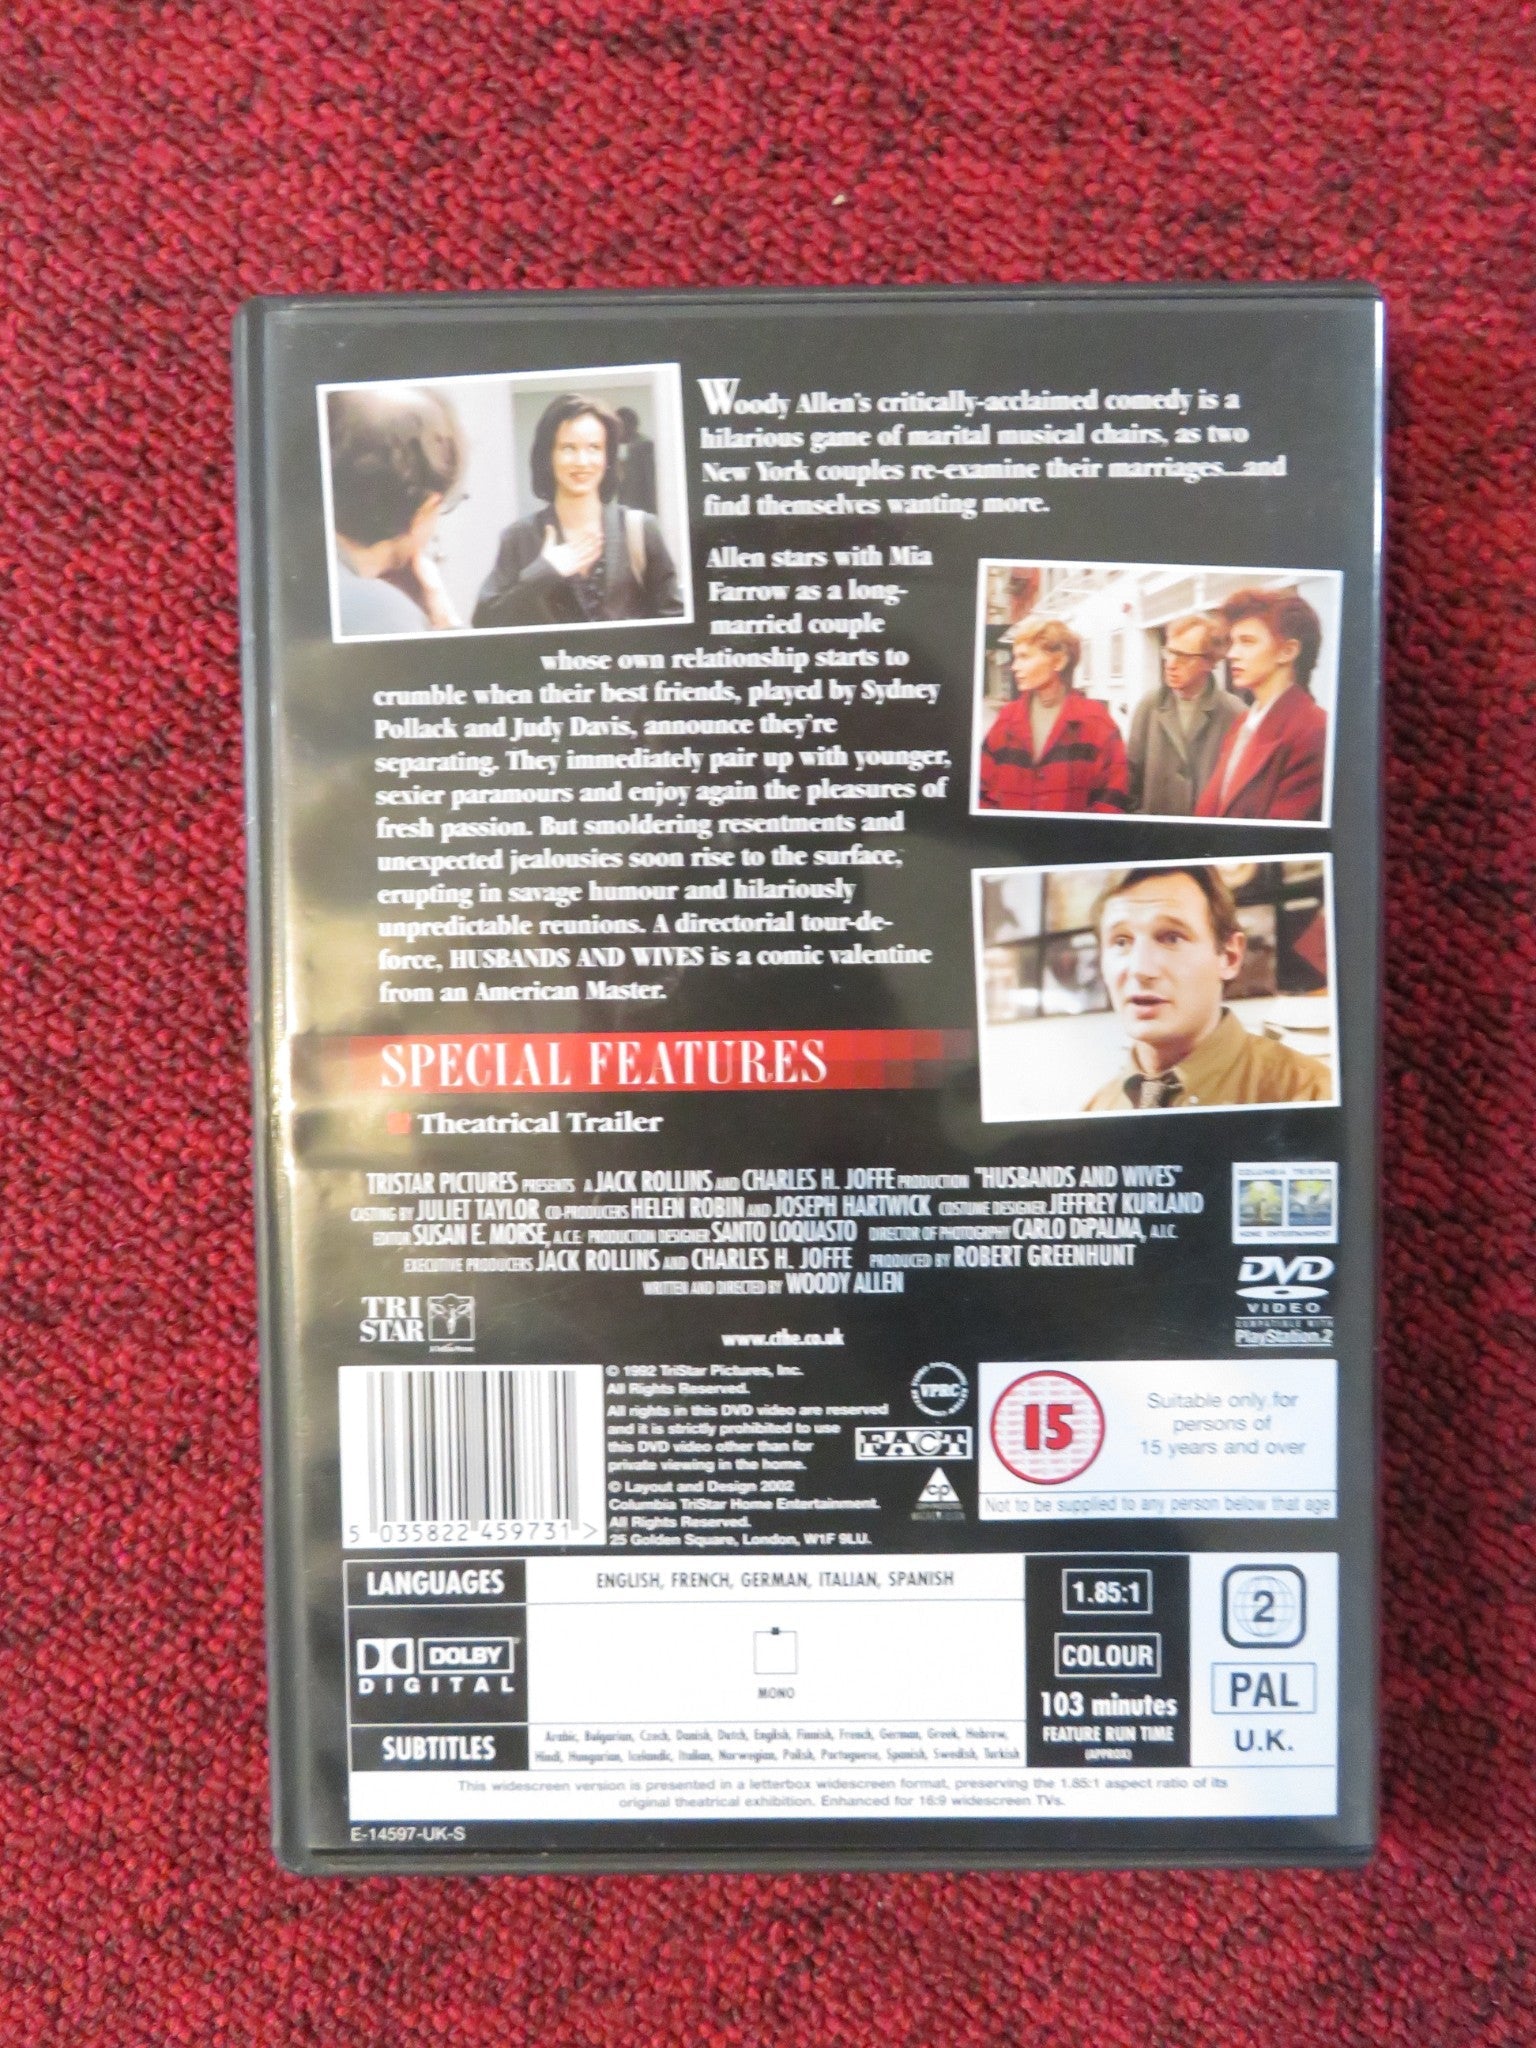 Woody Allen's critically-acclaimed comedy is a
hilarious game of marital musical chairs, as two
New York couples re-examine their marriages...and
find themselves wanting more.
Allen stars with Mia
Farrow as a long-
married couple
whose own relationship starts to
crumble when their best friends, played by Sydney
Pollack and Judy Davis, announce they're
separating. They immediately pair up with younger,
sexier paramours and enjoy again the pleasures of
fresh passion. But smoldering resentments and
unexpected jealousies soon rise to the surface,
erupting in savage humour and hilariously
unpredictable reunions. A directorial tour-de-
force, HUSBANDS AND WIVES is a comic valentine
from an American Master.
SPECIAL FEATURES
Theatrical Trailer
TRISTAR PICTURES PRESENTS A JACK ROLLINS AND CHARLES H. JOFFE PRODUCTION "HUSBANDS AND WIVES"
CASTING BY JULIET TAYLOR CO-PRODUCERS HELEN ROBIN AND JOSEPH HARTWICK COSTUME DESIGNER JEFFREY KURLAND
EDITOR SUSAN E. MORSE, A.C.E. PRODUCTION DESIGNER SANTO LOQUASTO DIRECTOR OF PHOTOGRAPHY CARLO DiPALMA, A.I.C.
EXECUTIVE PRODUCERS JACK ROLLINS AND CHARLES H. JOFFE PRODUCED BY ROBERT GREENHUNT
WRITTEN AND DIRECTED BY WOODY ALLEN
COLUMBIA TRISTAR
HOME ENTERTAINMENT
DVD
VIDEO
COMPATIBLE WITH
PlayStation.2
TRI
STAR
www.cthe.co.uk
5 035822 459731 >
© 1992 TriStar Pictures, Inc.
All Rights Reserved.
All rights in this DVD video are reserved
and it is strictly prohibited to use
this DVD video other than for
private viewing in the home.
© Layout and Design 2002
Columbia TriStar Home Entertainment.
All Rights Reserved.
25 Golden Square, London, W1F 9LU.
VPRC
FACT
cp
15
Suitable only for
persons of
15 years and over
Not to be supplied to any person below that age
LANGUAGES
ENGLISH, FRENCH, GERMAN, ITALIAN, SPANISH
DOLBY
DIGITAL
MONO
SUBTITLES
Arabic, Bulgarian, Czech, Danish, Dutch, English, Finnish, French, German, Greek, Hebrew,
Hindi, Hungarian, Icelandic, Italian, Norwegian, Polish, Portuguese, Spanish, Swedish, Turkish
1.85:1
COLOUR
103 minutes
FEATURE RUN TIME
(APPROX)
2
PAL
U.K.
This widescreen version is presented in a letterbox widescreen format, preserving the 1.85:1 aspect ratio of its
original theatrical exhibition. Enhanced for 16:9 widescreen TVs.
E-14597-UK-S